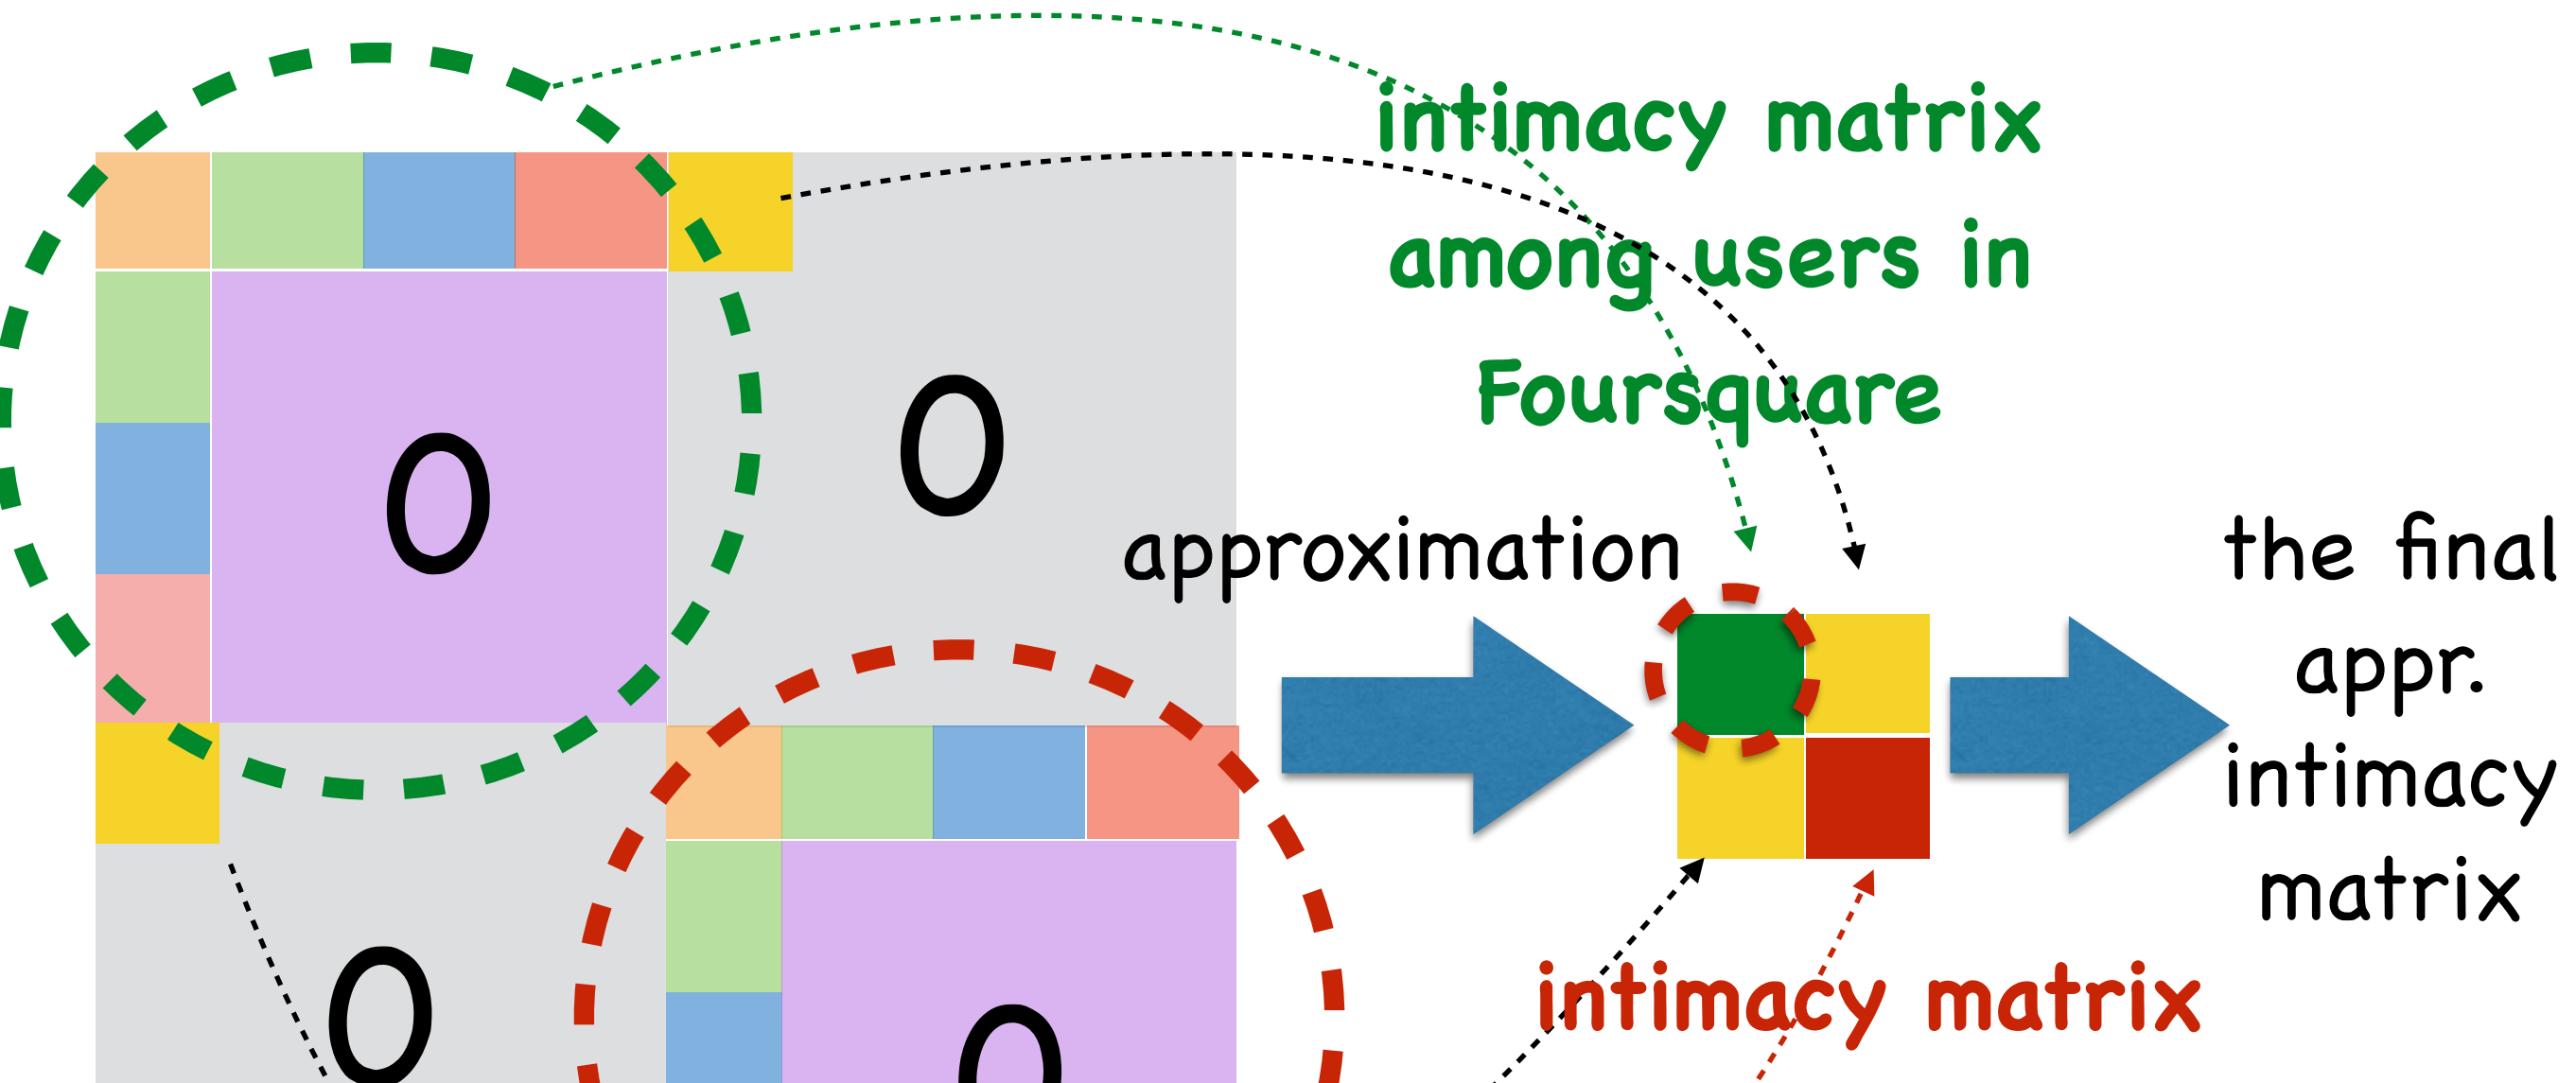 intimacy matrix
among users in
Foursquare
0
0
approximation
the final
appr.
intimacy
matrix
0
0
intimacy matrix